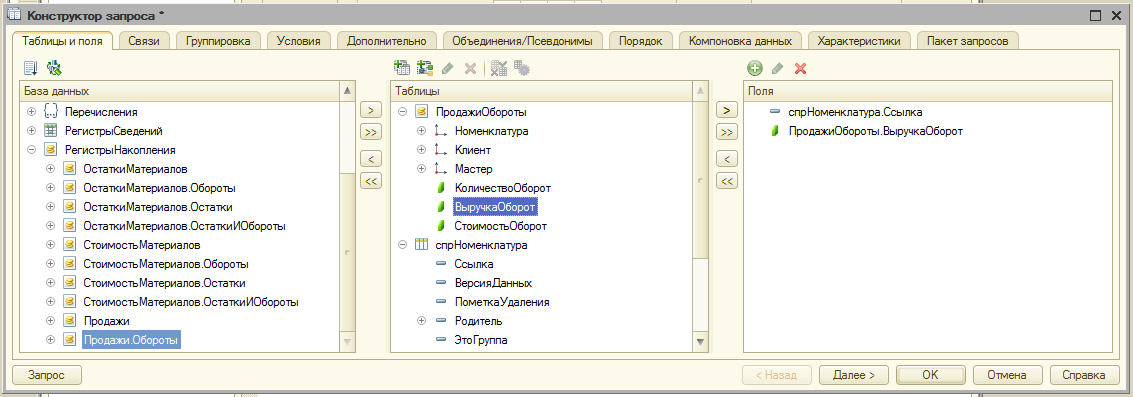 Конструктор запроса *
Таблицы и поля Связи Группировка Условия Дополнительно Объединения/Псевдонимы Порядок Компоновка данных Характеристики Пакет запросов
База данных
Перечисления
РегистрыСведений
РегистрыНакопления
ОстаткиМатериалов
ОстаткиМатериалов.Обороты
ОстаткиМатериалов.Остатки
ОстаткиМатериалов.ОстаткиИОбороты
СтоимостьМатериалов
СтоимостьМатериалов.Обороты
СтоимостьМатериалов.Остатки
СтоимостьМатериалов.ОстаткиИОбороты
Продажи
Продажи.Обороты
>
>>
<
<<
Таблицы
ПродажиОбороты
Номенклатура
Клиент
Мастер
КоличествоОборот
ВыручкаОборот
СтоимостьОборот
спрНоменклатура
Ссылка
ВерсияДанных
ПометкаУдаления
Родитель
ЭтоГруппа
>
>>
<
<<
Поля
спрНоменклатура.Ссылка
ПродажиОбороты.ВыручкаОборот
Запрос < Назад Далее > OK Отмена Справка